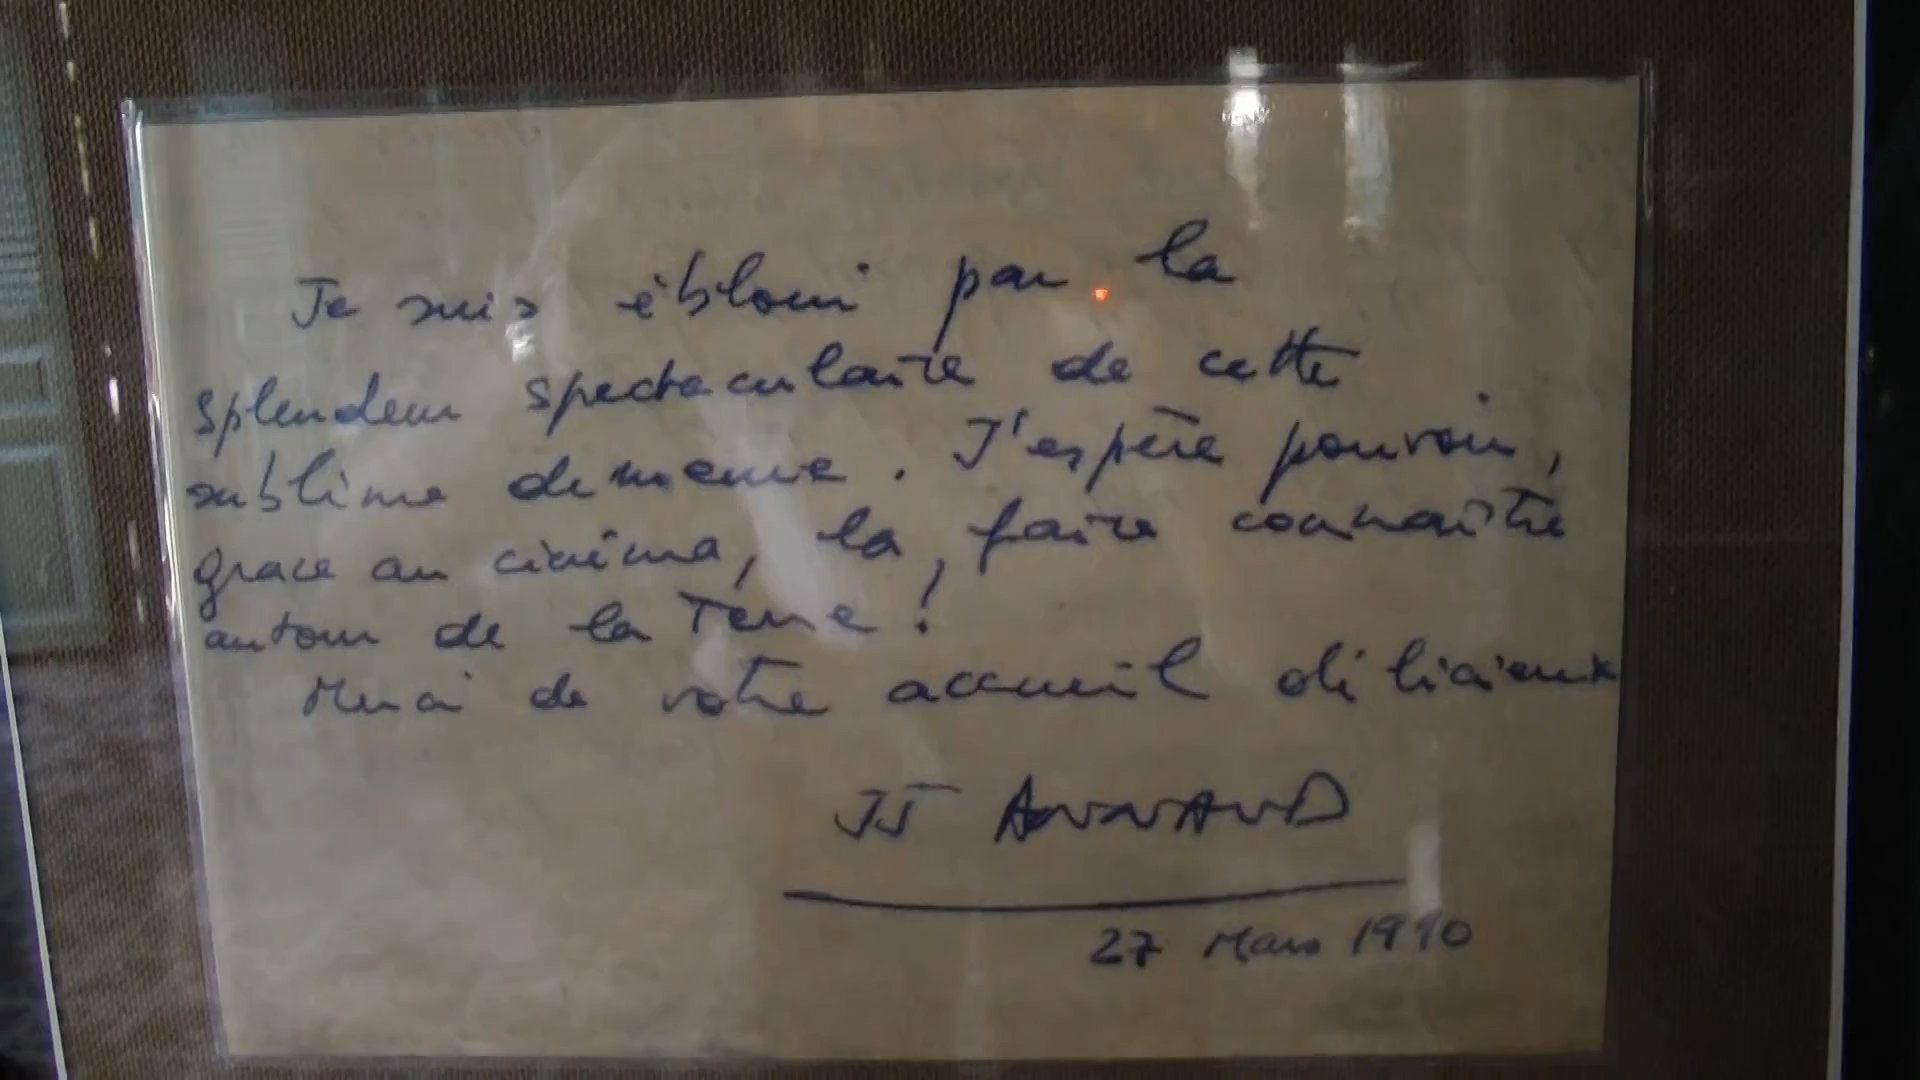 Je suis ébloui par la
splendeur spectaculaire de cette
sublime demeure. J'espère pouvoir,
grace au cinéma, la, faire connaître
autour de la Terre !
Merci de votre accueil délicieux
JJ ANNAUD
27 Mars 1990